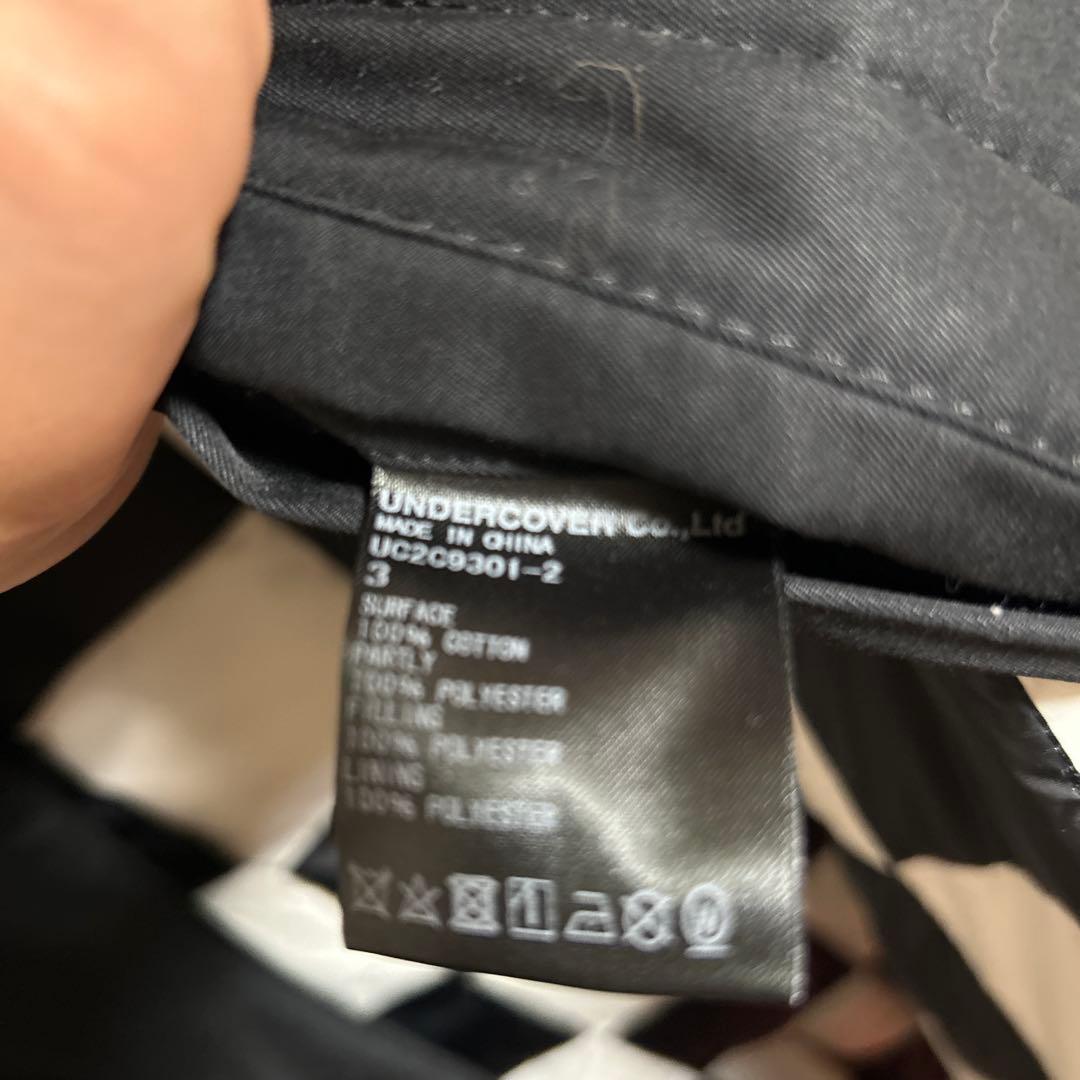 UNDERCOVER Co.,Ltd
MADE IN CHINA
UC2C9301-2
3
SURFACE
100% COTTON
PARTLY
100% POLYESTER
FILLING
100% POLYESTER
LINING
100% POLYESTER
W